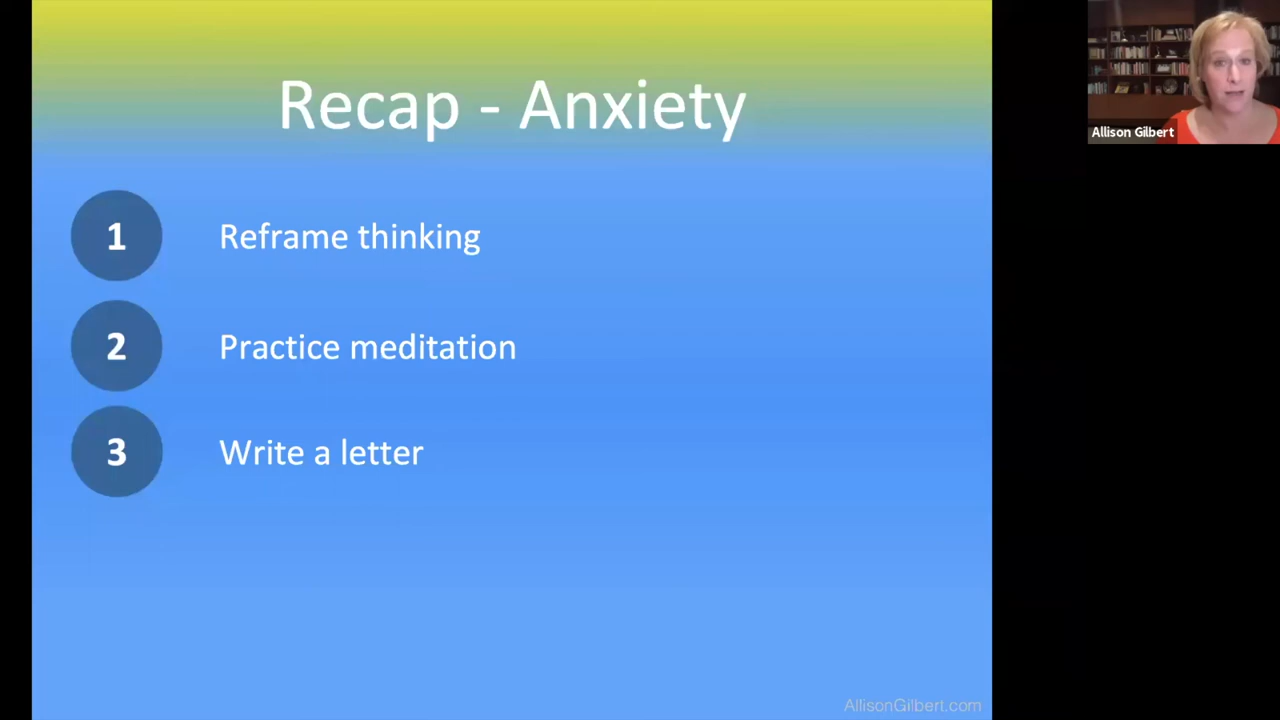 Recap - Anxiety
1 Reframe thinking
2 Practice meditation
3 Write a letter
AllisonGilbert.com
Allison Gilbert